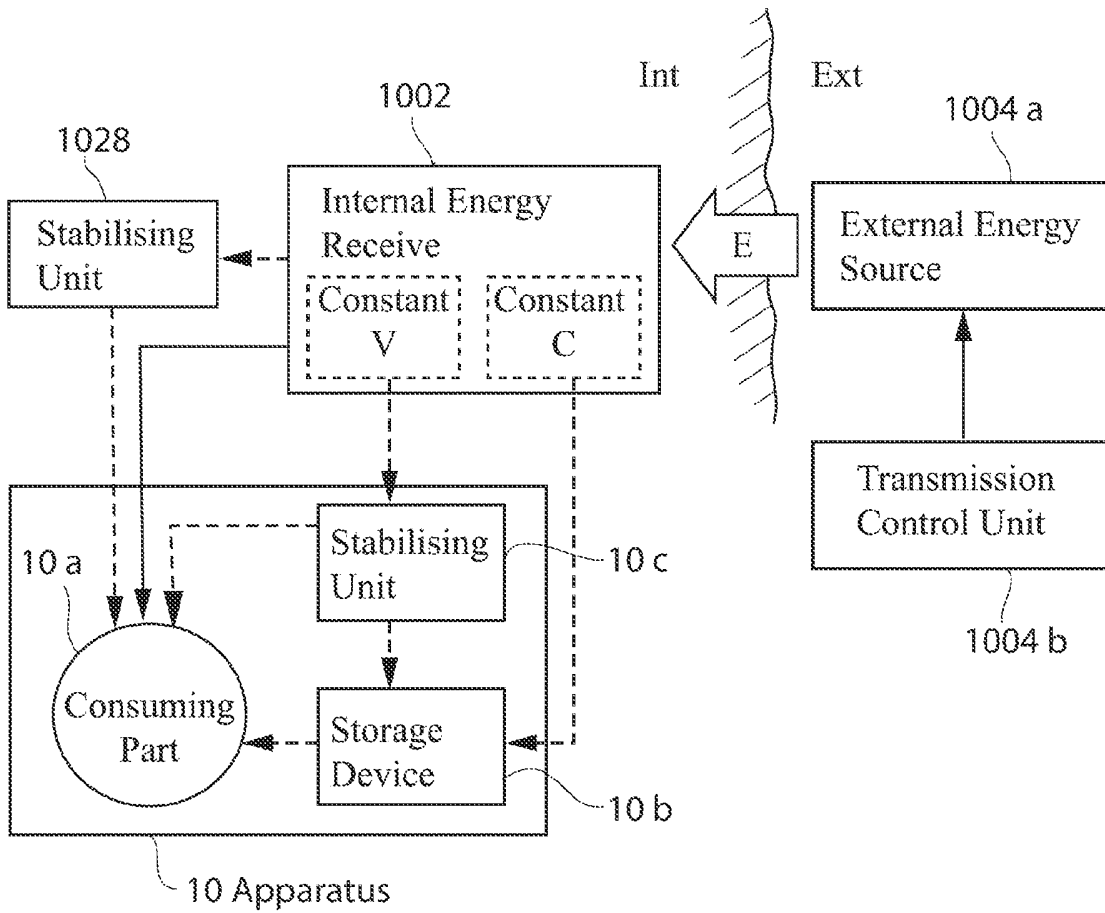 Int
Ext
1002
1004 a
1028
Internal Energy
Receive
Stabilising
Unit
External Energy
Source
E
Constant
V
Constant
C
Transmission
Control Unit
Stabilising
Unit
10 c
10 a
1004 b
Consuming
Part
Storage
Device
10 b
10 Apparatus